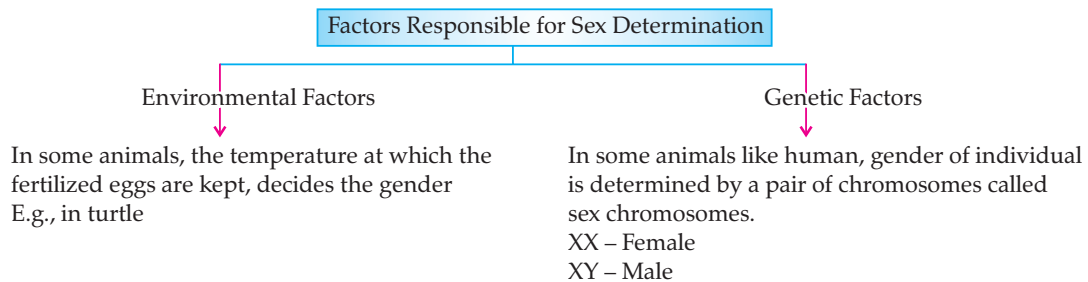 Factors Responsible for Sex Determination
Environmental Factors
In some animals, the temperature at which the
fertilized eggs are kept, decides the gender
E.g., in turtle
Genetic Factors
In some animals like human, gender of individual
is determined by a pair of chromosomes called
sex chromosomes.
XX – Female
XY – Male